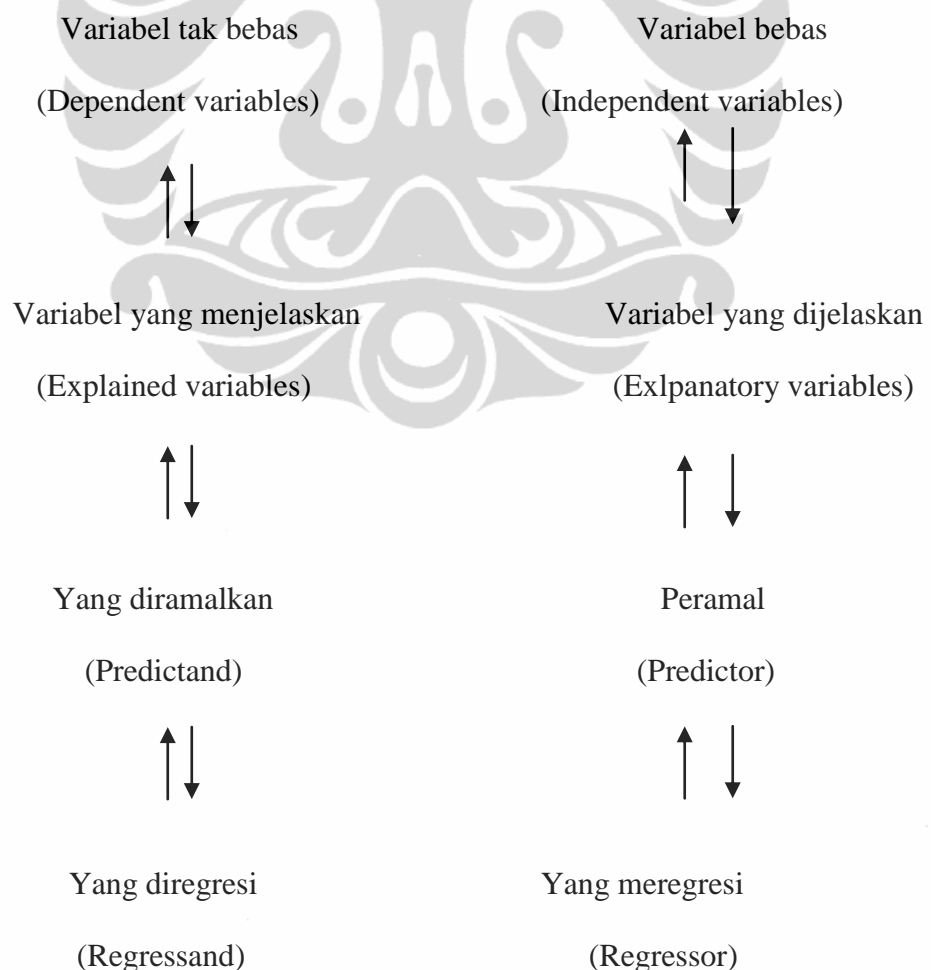 Variabel tak bebas Variabel bebas
(Dependent variables) (Independent variables)
Variabel yang menjelaskan Variabel yang dijelaskan
(Explained variables) (Exlpanatory variables)
Yang diramalkan Peramal
(Predictand) (Predictor)
Yang diregresi Yang meregresi
(Regressand) (Regressor)